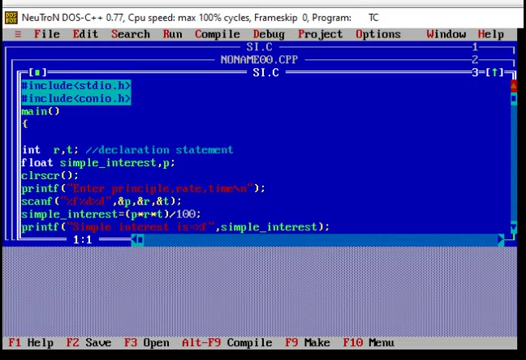 NeuTroN DOS-C++ 0.77, Cpu speed: max 100% cycles, Frameskip 0, Program: TC
≡ File Edit Search Run Compile Debug Project Options Window Help
SI.C 1
NONAME00.CPP 2
[■] SI.C 3=[↑]
#include<stdio.h>
#include<conio.h>
main()
{
int r,t; //declaration statement
float simple_interest,p;
clrscr();
printf("Enter principle,rate,time\n");
scanf("%f%d%d",&p,&r,&t);
simple_interest=(p*r*t)/100;
printf("Simple interest is=%f",simple_interest);
1:1
F1 Help F2 Save F3 Open Alt-F9 Compile F9 Make F10 Menu